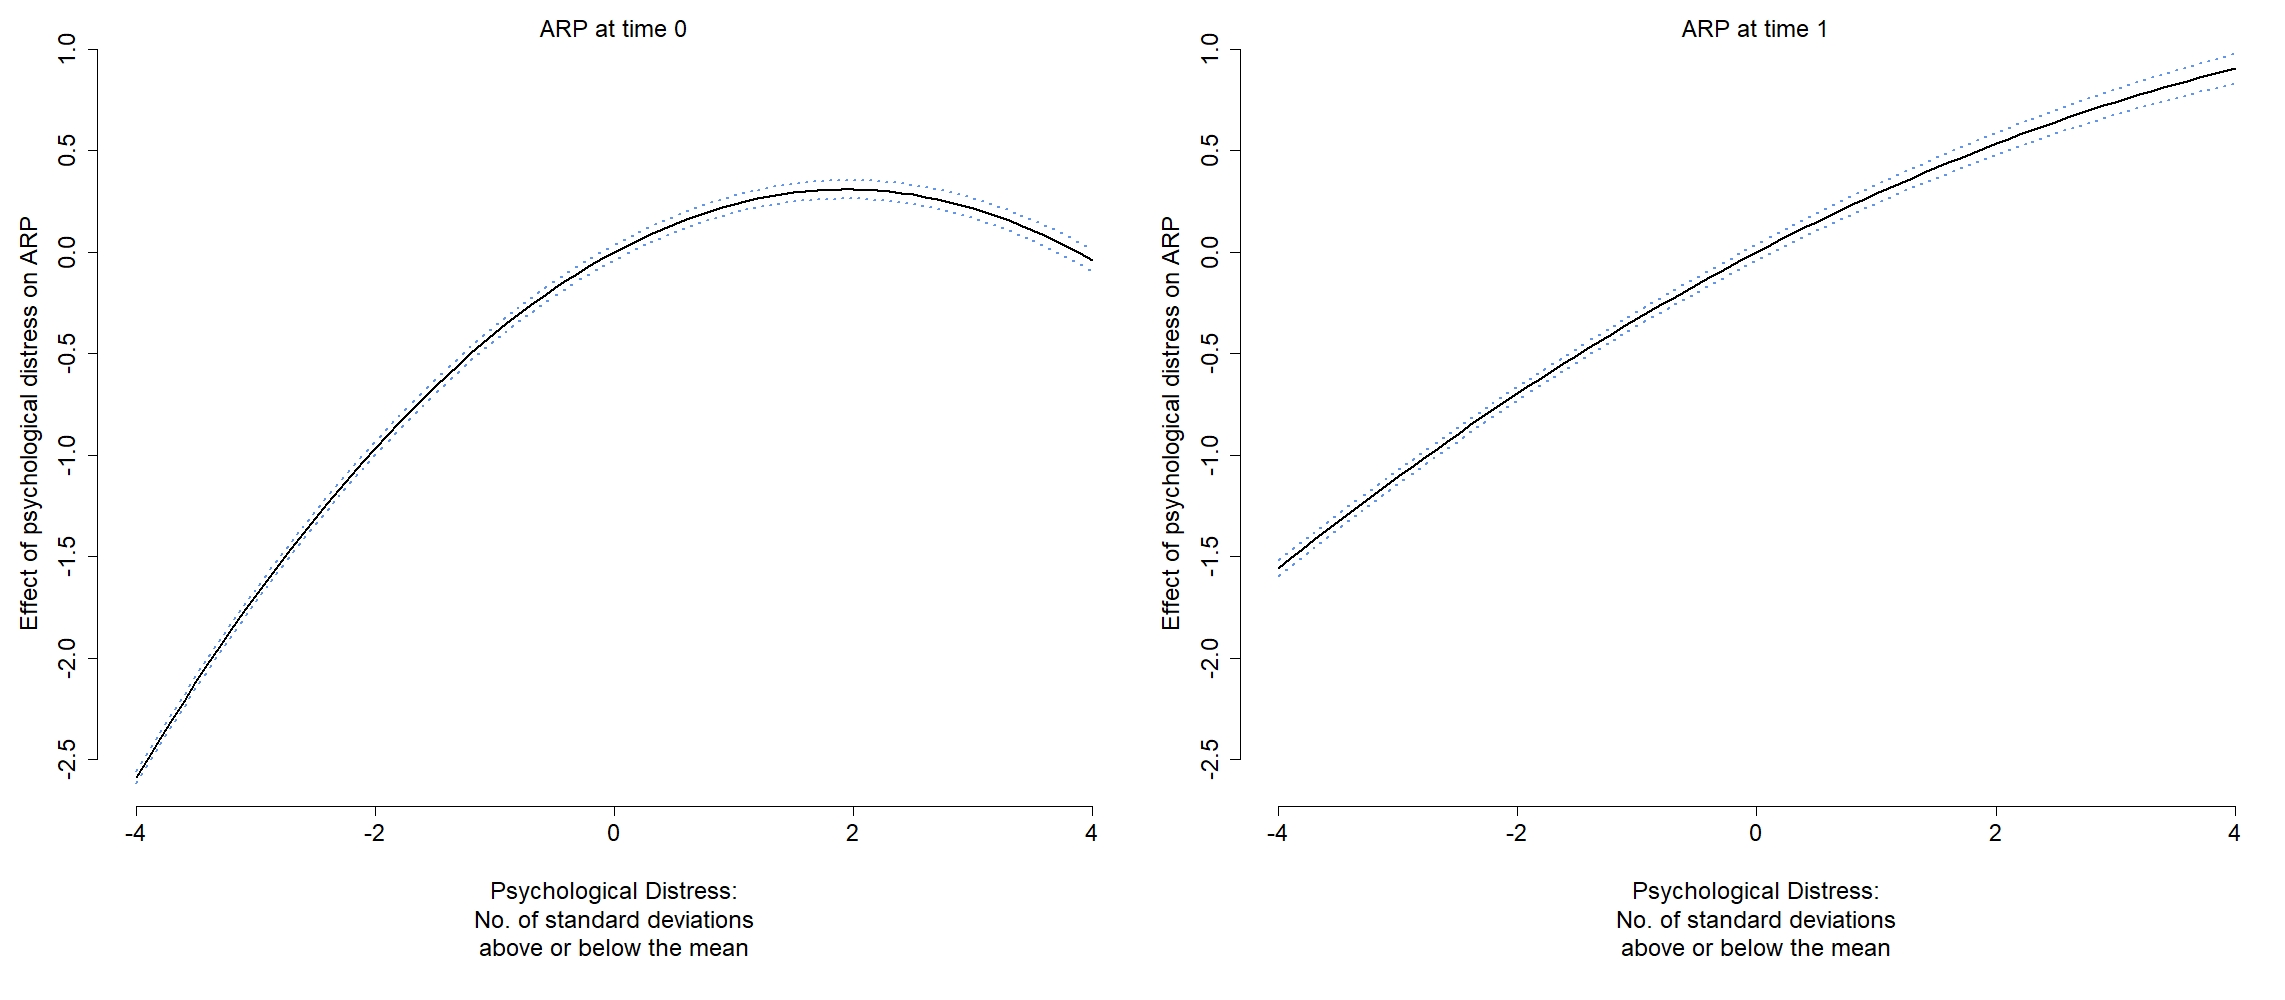 ARP at time 0
Effect of psychological distress on ARP
1.0
0.5
0.0
-0.5
-1.0
-1.5
-2.0
-2.5
-4
-2
0
2
4
Psychological Distress:
No. of standard deviations
above or below the mean
ARP at time 1
Effect of psychological distress on ARP
1.0
0.5
0.0
-0.5
-1.0
-1.5
-2.0
-2.5
-4
-2
0
2
4
Psychological Distress:
No. of standard deviations
above or below the mean